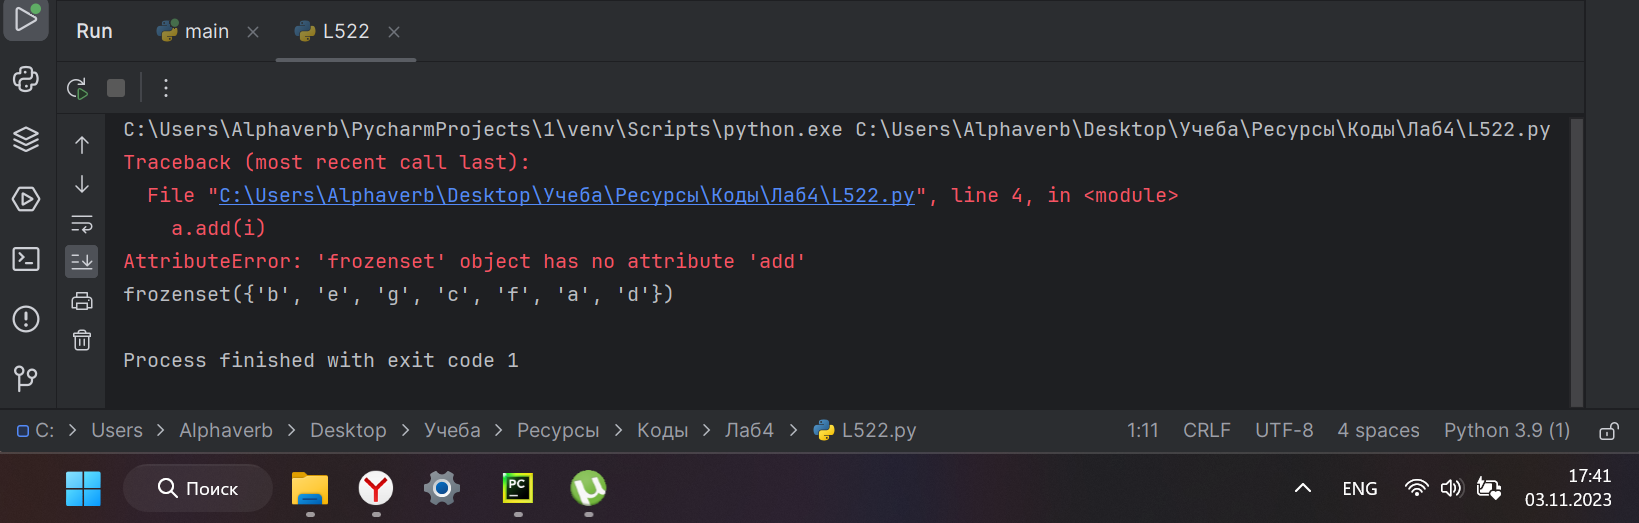 Run main L522
C:\Users\Alphaverb\PycharmProjects\1\venv\Scripts\python.exe C:\Users\Alphaverb\Desktop\Учеба\Ресурсы\Коды\Лаб4\L522.py
Traceback (most recent call last):
  File "C:\Users\Alphaverb\Desktop\Учеба\Ресурсы\Коды\Лаб4\L522.py", line 4, in <module>
    a.add(i)
AttributeError: 'frozenset' object has no attribute 'add'
frozenset({'b', 'e', 'g', 'c', 'f', 'a', 'd'})
Process finished with exit code 1
C: > Users > Alphaverb > Desktop > Учеба > Ресурсы > Коды > Лаб4 > L522.py 1:11 CRLF UTF-8 4 spaces Python 3.9 (1)
Поиск PC ENG 17:41
03.11.2023